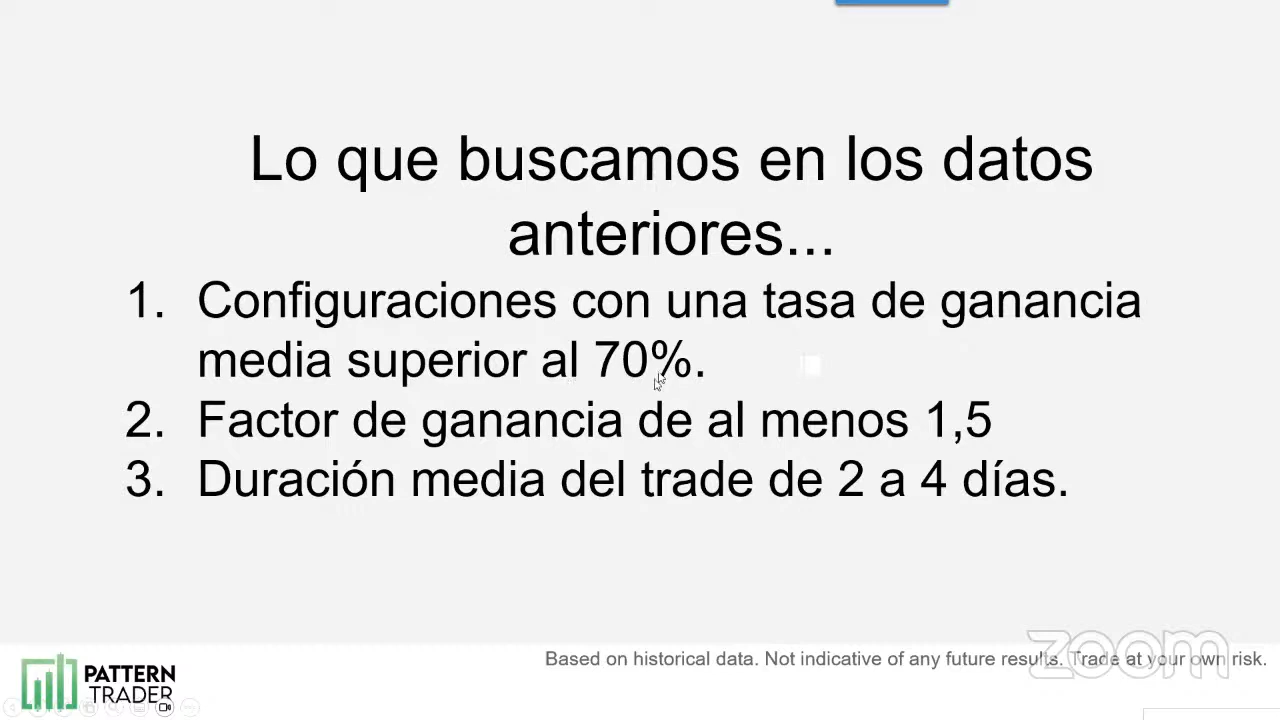 Lo que buscamos en los datos
anteriores...
1. Configuraciones con una tasa de ganancia
media superior al 70%.
2. Factor de ganancia de al menos 1,5
3. Duración media del trade de 2 a 4 días.
zoom
Based on historical data. Not indicative of any future results. Trade at your own risk.
PATTERN
TRADER